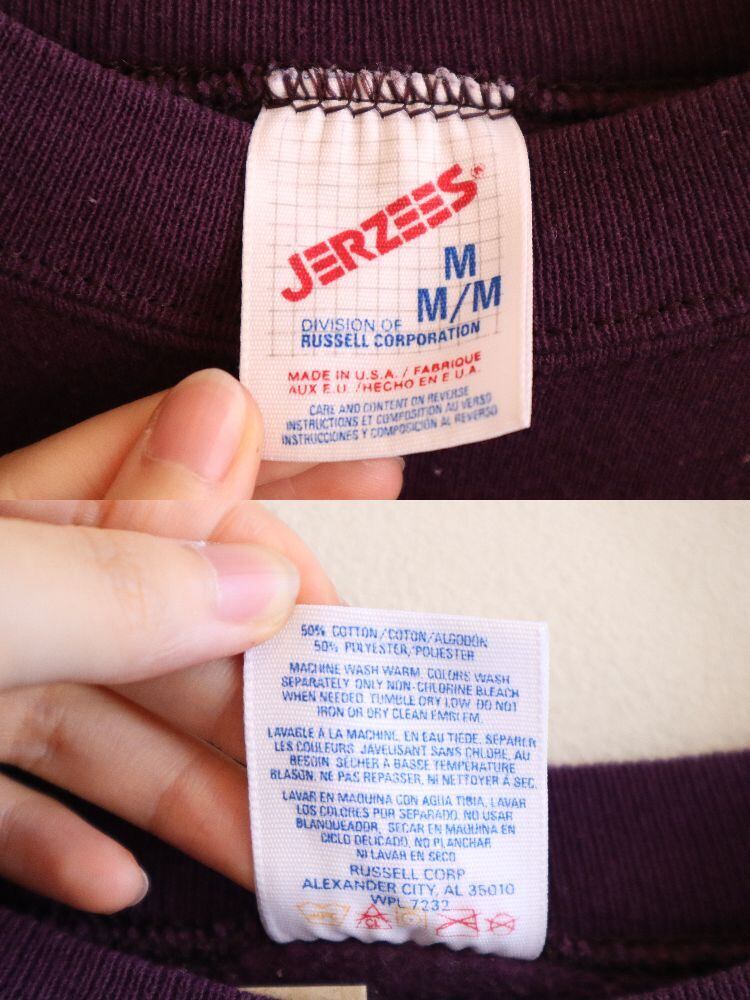 JERZEES®
M
M/M
DIVISION OF
RUSSELL CORPORATION
MADE IN U.S.A. / FABRIQUE
AUX E.U. /HECHO EN E.U.A.
CARE AND CONTENT ON REVERSE
INSTRUCTIONS ET COMPOSITION AU VERSO
INSTRUCCIONES Y COMPOSICIÓN AL REVERSO
50% COTTON/COTON/ALGODÓN
50% POLYESTER/POLIESTER
MACHINE WASH WARM, COLORS WASH
SEPARATELY ONLY NON-CHLORINE BLEACH
WHEN NEEDED. TUMBLE DRY LOW. DO NOT
IRON OR DRY CLEAN EMBLEM.
LAVABLE À LA MACHINE, EN EAU TIEDE, SEPARER
LES COULEURS. JAVELISANT SANS CHLORE, AU
BESOIN. SÉCHER À BASSE TEMPÉRATURE
BLASON. NE PAS REPASSER, NI NETTOYER À SEC.
LAVAR EN MAQUINA CON AGUA TIBIA, LAVAR
LOS COLORES POR SEPARADO. NO USAR
BLANQUEADOR, SECAR EN MAQUINA EN
CICLO DELICADO, NO PLANCHAR
NI LAVAR EN SECO
RUSSELL CORP
ALEXANDER CITY, AL 35010
WPL 7232
CL